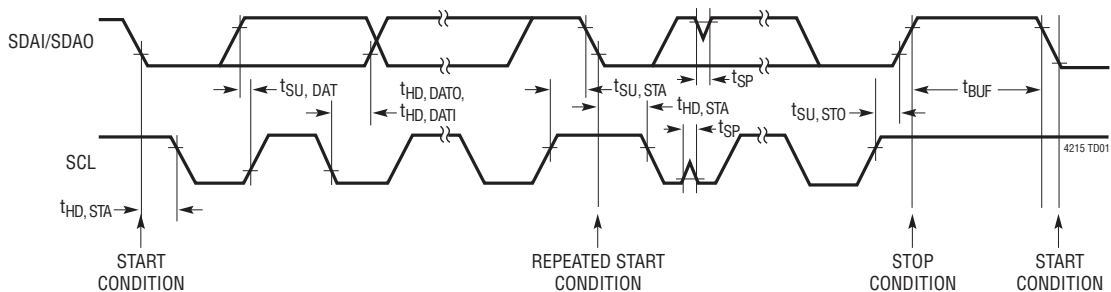 SDAI/SDAO
tSU, DAT
tHD, DATO,
tHD, DATI
tSU, STA
tHD, STA
tSP
tSP
tSU, STO
tBUF
4215 TD01
SCL
tHD, STA
START
CONDITION
REPEATED START
CONDITION
STOP
CONDITION
START
CONDITION